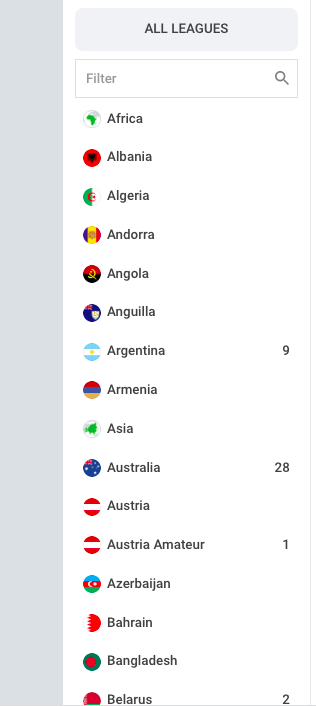 ALL LEAGUES
Filter
Africa
Albania
Algeria
Andorra
Angola
Anguilla
Argentina 9
Armenia
Asia
Australia 28
Austria
Austria Amateur 1
Azerbaijan
Bahrain
Bangladesh
Belarus 2